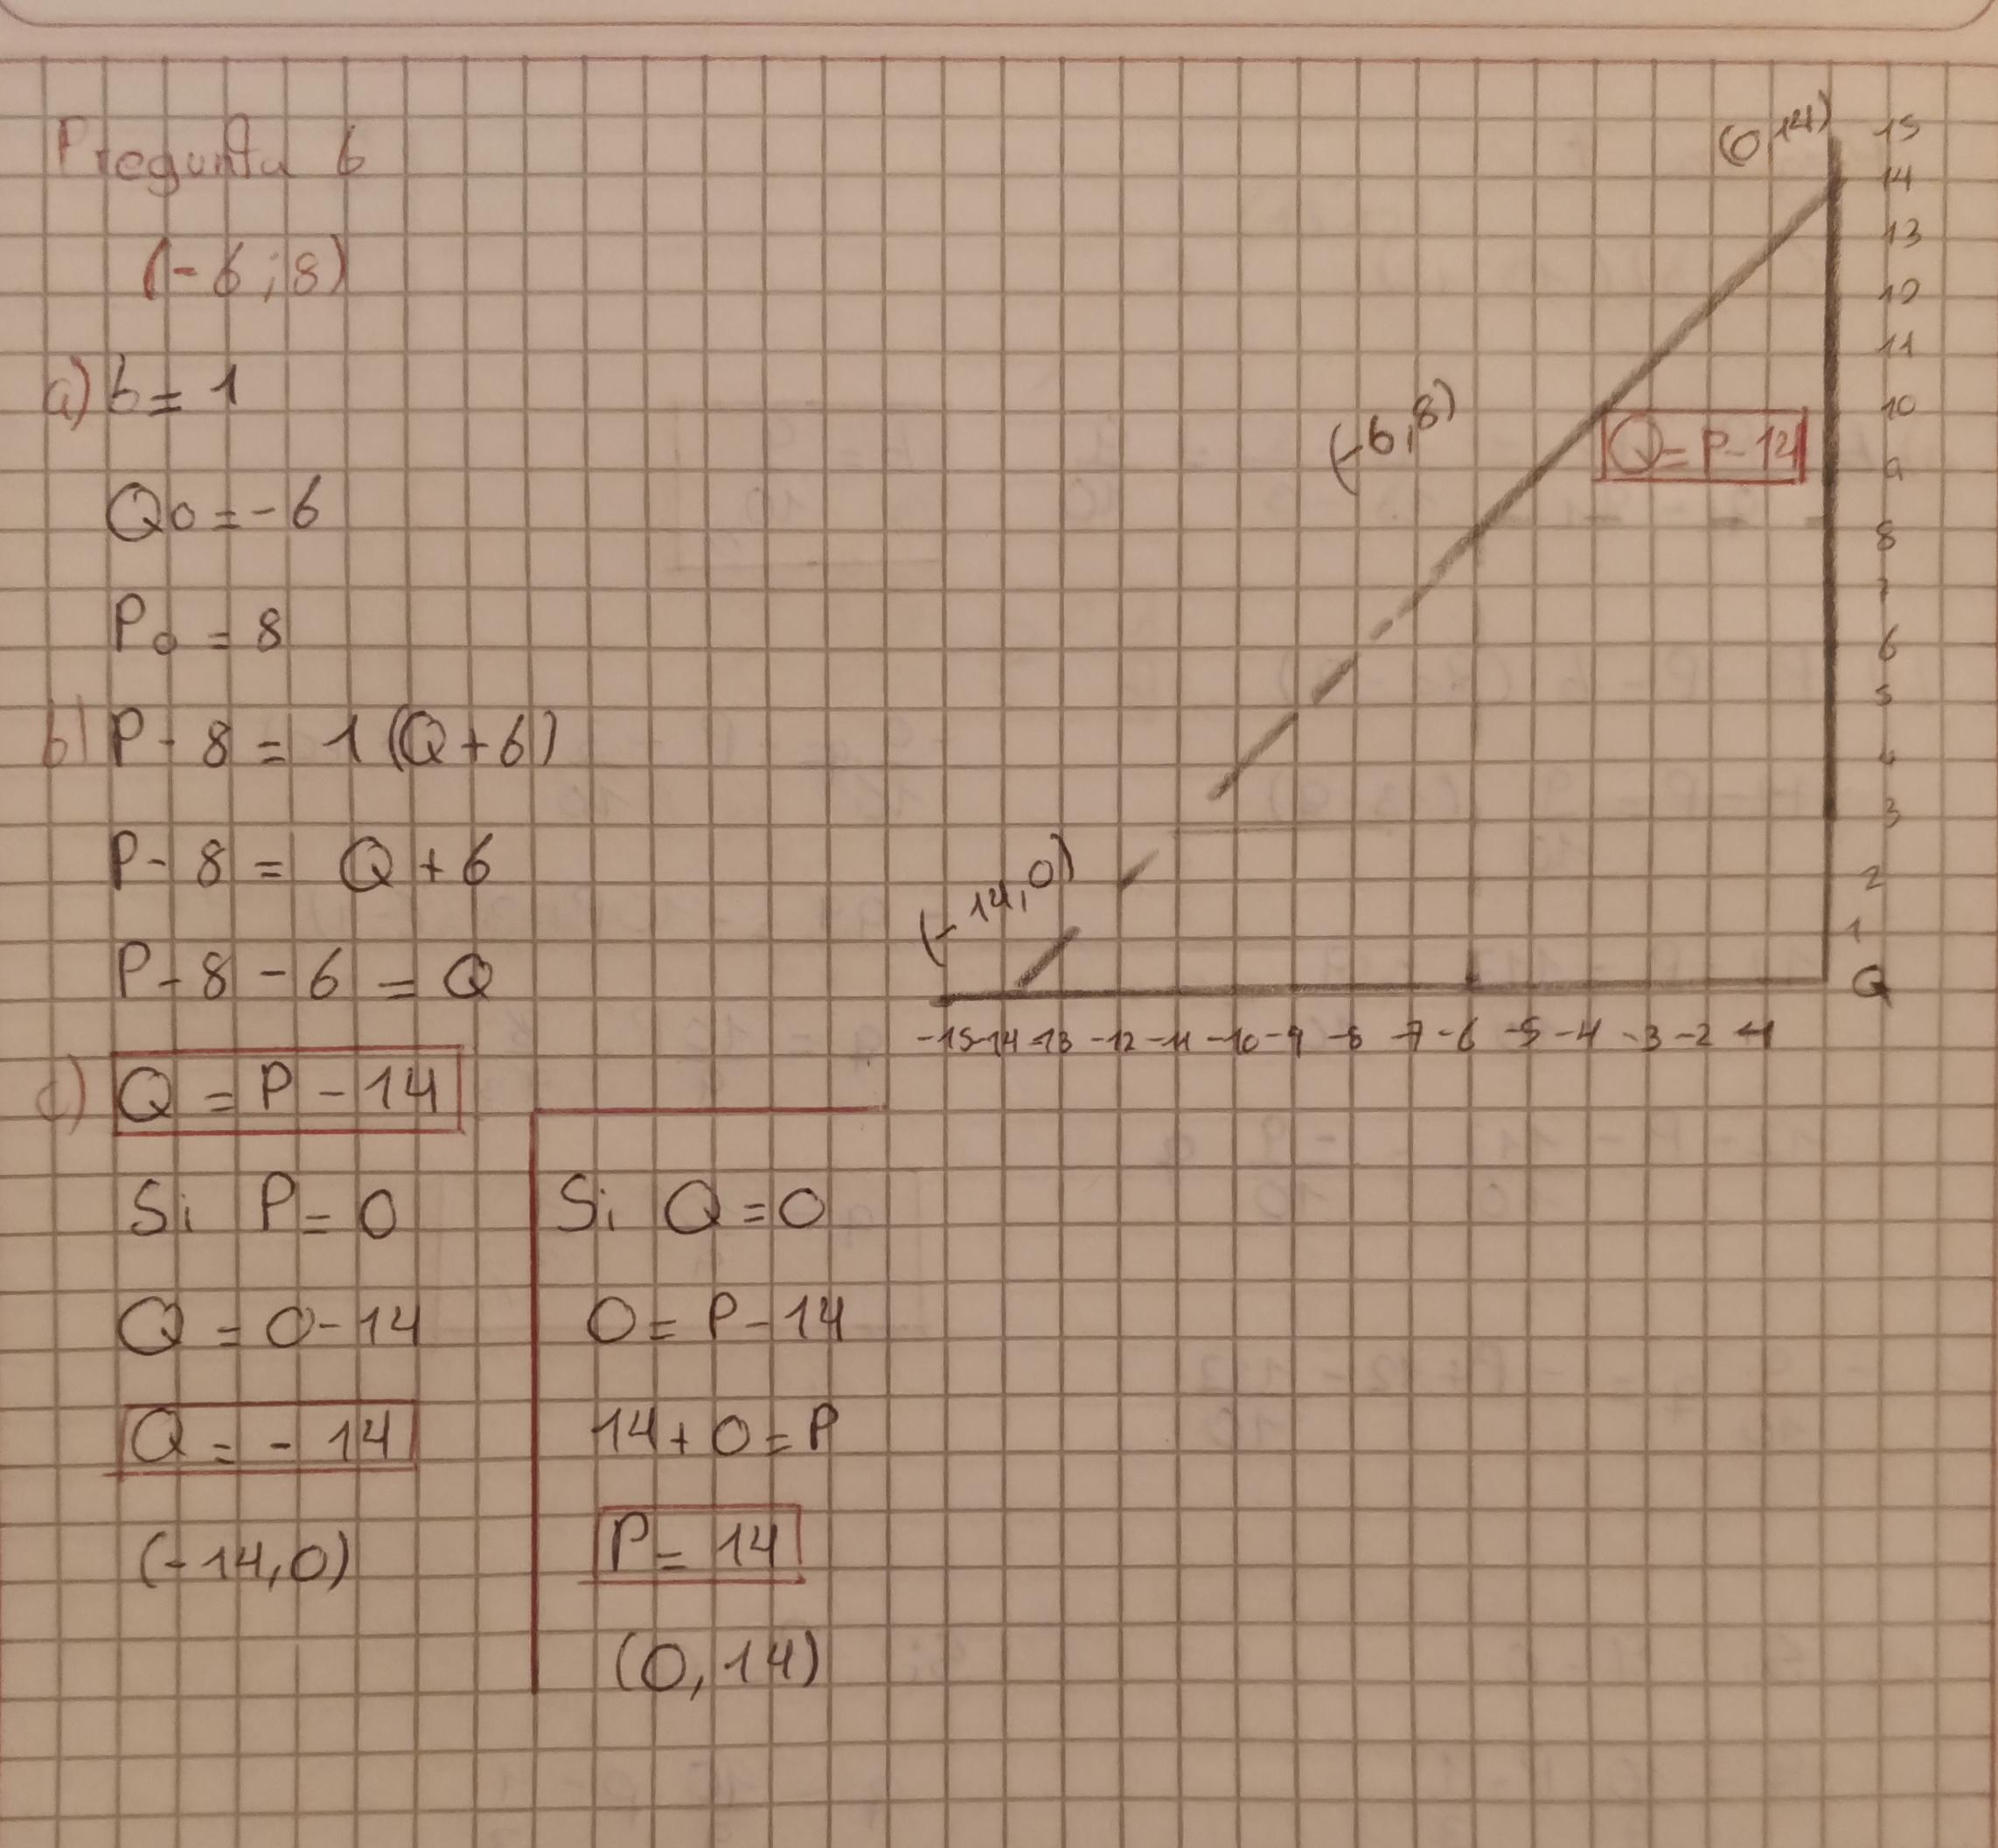 Pregunta 6
(-6;8)
a) b = 1
Qo = -6
Po = 8
b) P - 8 = 1 (Q + 6)
P - 8 = Q + 6
P - 8 - 6 = Q
c) Q = P - 14
Si P = 0
Q = 0 - 14
Q = - 14
(-14,0)
Si Q = 0
0 = P - 14
14 + 0 = P
P = 14
(0,14)
(0,14)
(-6,8)
Q = P - 14
(-14,0)
15
14
13
12
11
10
9
8
7
6
5
4
3
2
1
Q
-15 -14 -13 -12 -11 -10 -9 -8 -7 -6 -5 -4 -3 -2 -1